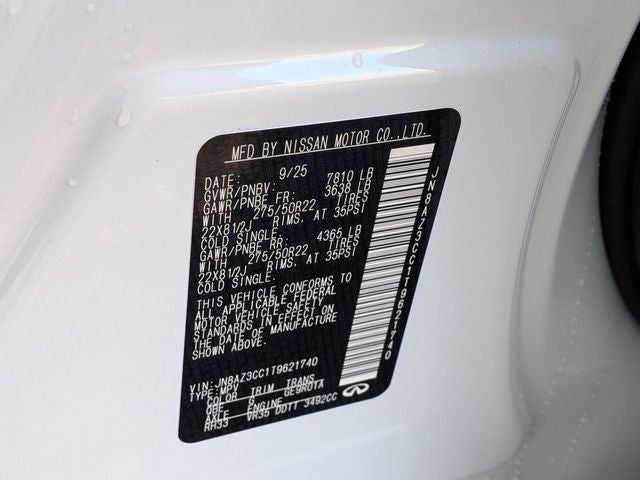 MFD BY NISSAN MOTOR CO.,LTD.
DATE: 9/25
GVWR/PNBV: 7810 LB
GAWR/PNBE FR: 3638 LB
WITH 275/50R22 TIRES
22X81/2J RIMS, AT 35PSI
COLD SINGLE.
GAWR/PNBE RR: 4365 LB
WITH 275/50R22 TIRES
22X81/2J RIMS, AT 35PSI
COLD SINGLE.
THIS VEHICLE CONFORMS TO
ALL APPLICABLE FEDERAL
MOTOR VEHICLE SAFETY
STANDARDS IN EFFECT ON
THE DATE OF MANUFACTURE
SHOWN ABOVE.
VIN: JN8AZ3CC1T9621740
TYPE: MPV
COLOR TRIM TRANS
QBE G GE9R01A
AXLE ENGINE
RH33 VR35 DDTT 3492CC
JN8AZ3CC1T9621740